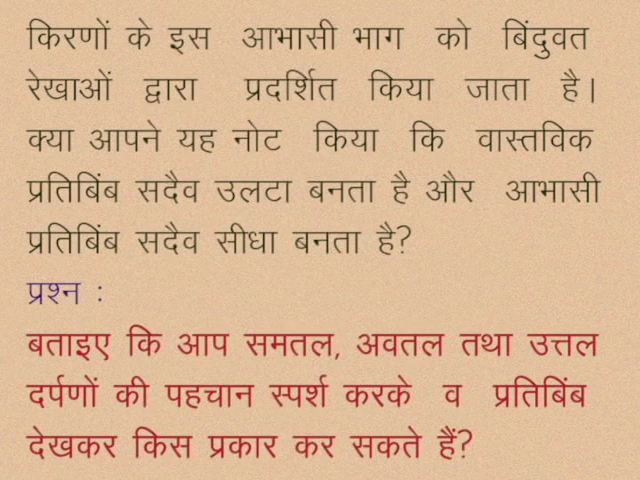 किरणों के इस आभासी भाग को बिंदुवत
रेखाओं द्वारा प्रदर्शित किया जाता है।
क्या आपने यह नोट किया कि वास्तविक
प्रतिबिंब सदैव उलटा बनता है और आभासी
प्रतिबिंब सदैव सीधा बनता है?
प्रश्न :
बताइए कि आप समतल, अवतल तथा उत्तल
दर्पणों की पहचान स्पर्श करके व प्रतिबिंब
देखकर किस प्रकार कर सकते हैं?